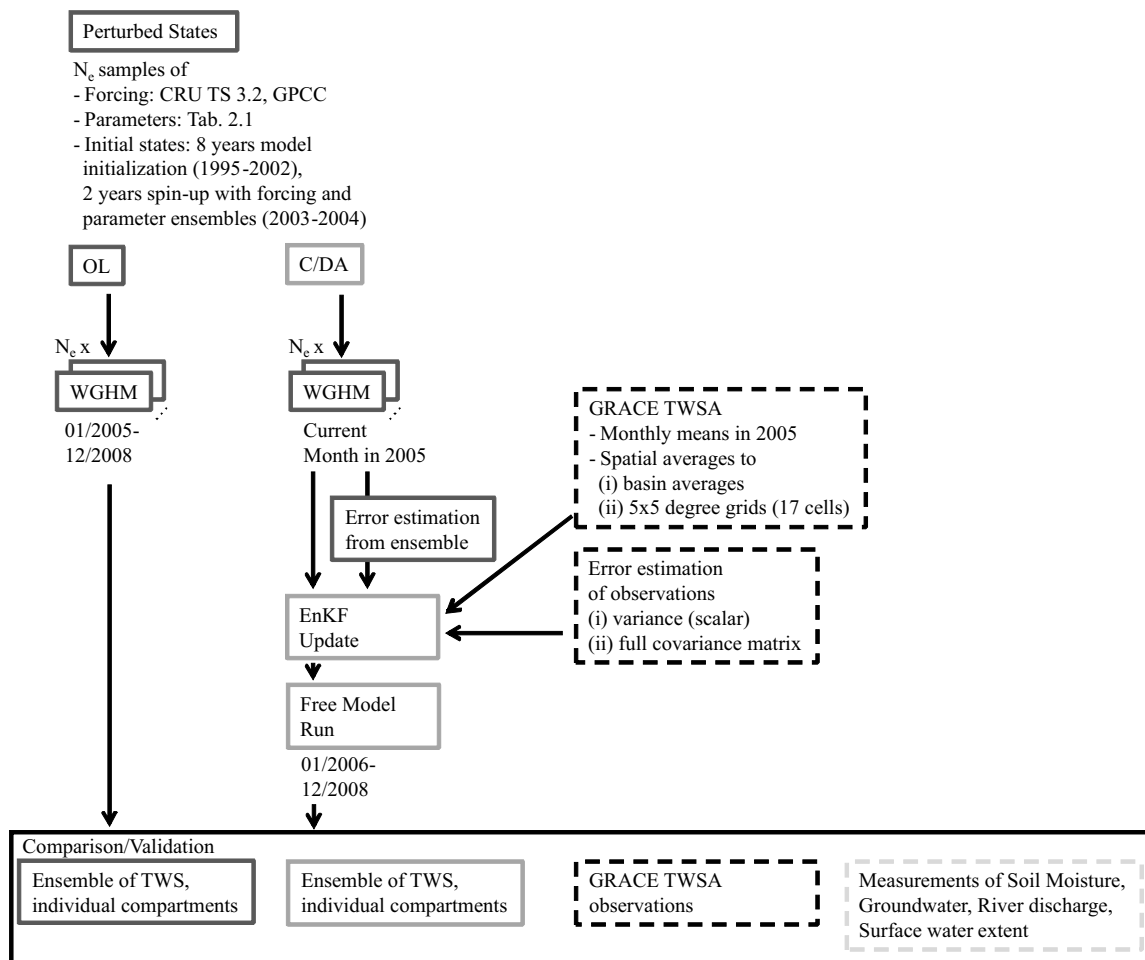 Perturbed States
Ne samples of
- Forcing: CRU TS 3.2, GPCC
- Parameters: Tab. 2.1
- Initial states: 8 years model
initialization (1995-2002),
2 years spin-up with forcing and
parameter ensembles (2003-2004)
OL
C/DA
Ne x
Ne x
WGHM
WGHM
01/2005-
12/2008
Current
Month in 2005
GRACE TWSA
- Monthly means in 2005
- Spatial averages to
(i) basin averages
(ii) 5x5 degree grids (17 cells)
Error estimation
from ensemble
Error estimation
of observations
(i) variance (scalar)
(ii) full covariance matrix
EnKF
Update
Free Model
Run
01/2006-
12/2008
Comparison/Validation
Ensemble of TWS,
individual compartments
Ensemble of TWS,
individual compartments
GRACE TWSA
observations
Measurements of Soil Moisture,
Groundwater, River discharge,
Surface water extent